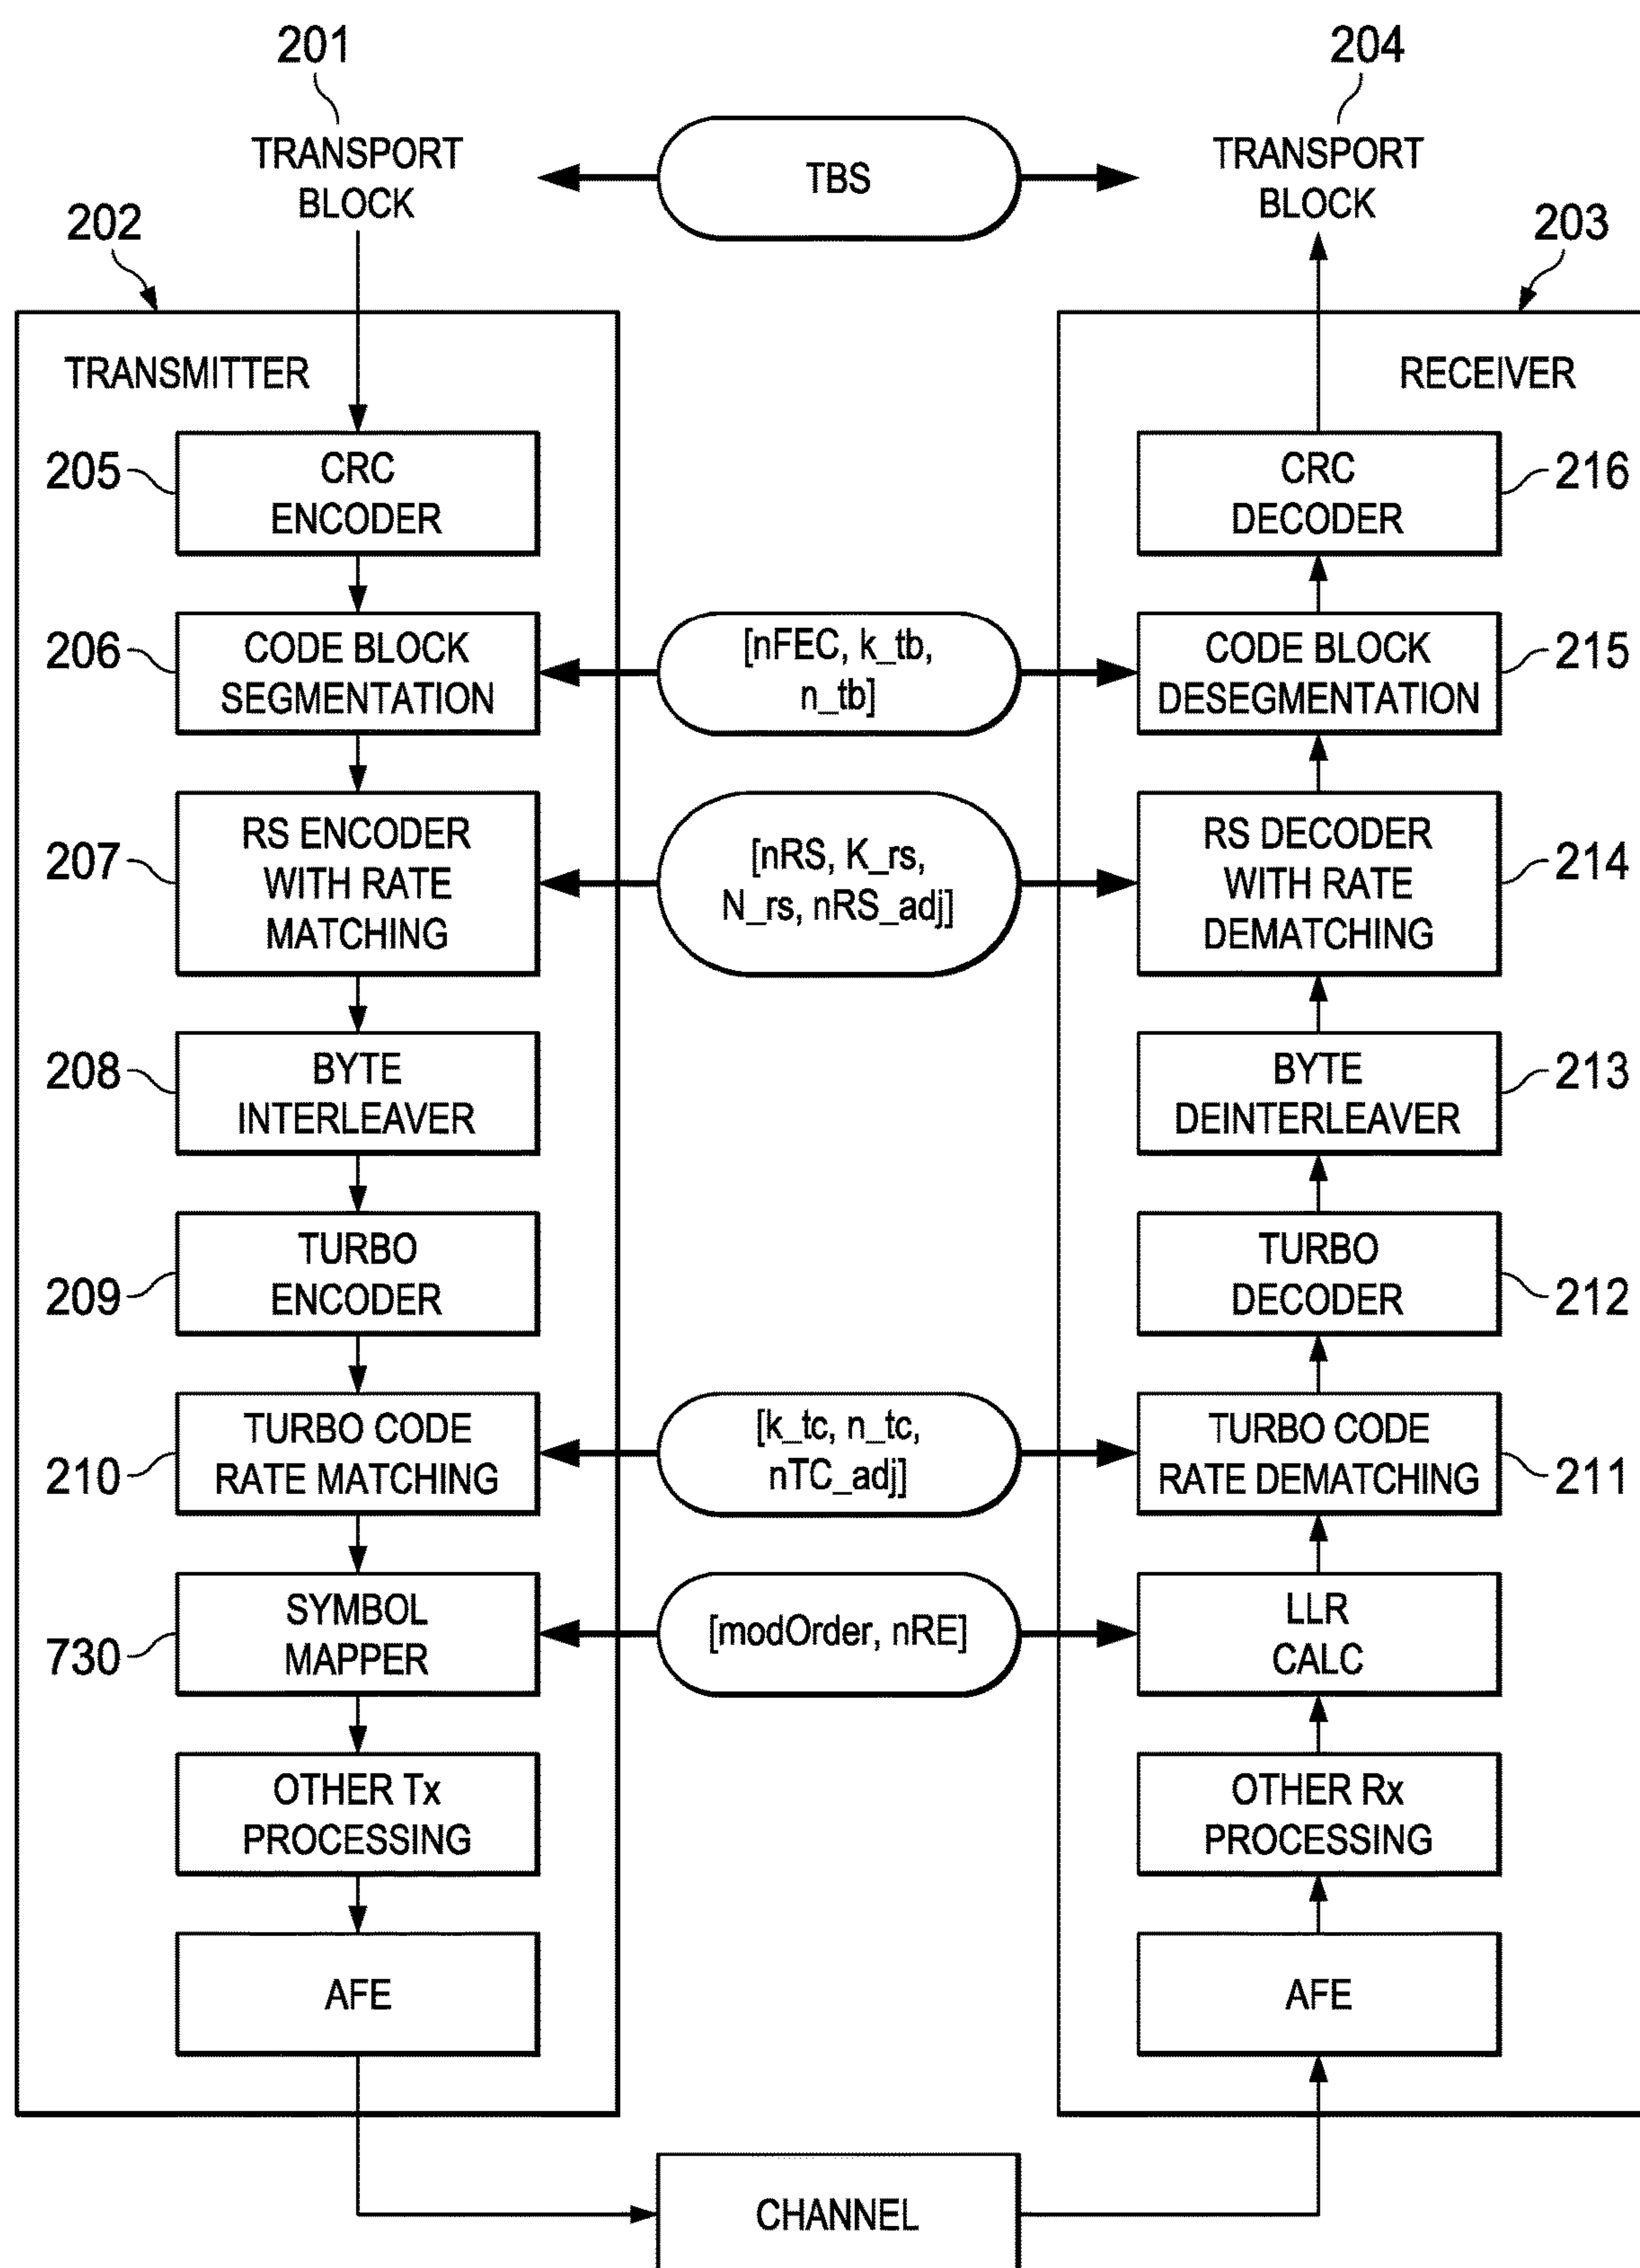 201
204
TRANSPORT
BLOCK
TBS
TRANSPORT
BLOCK
202
203
TRANSMITTER
RECEIVER
205
CRC
ENCODER
CRC
DECODER
216
206
CODE BLOCK
SEGMENTATION
[nFEC, k_tb,
n_tb]
CODE BLOCK
DESEGMENTATION
215
207
RS ENCODER
WITH RATE
MATCHING
[nRS, K_rs,
N_rs, nRS_adj]
RS DECODER
WITH RATE
DEMATCHING
214
208
BYTE
INTERLEAVER
BYTE
DEINTERLEAVER
213
209
TURBO
ENCODER
TURBO
DECODER
212
210
TURBO CODE
RATE MATCHING
[k_tc, n_tc,
nTC_adj]
TURBO CODE
RATE DEMATCHING
211
730
SYMBOL
MAPPER
[modOrder, nRE]
LLR
CALC
OTHER Tx
PROCESSING
OTHER Rx
PROCESSING
AFE
AFE
CHANNEL